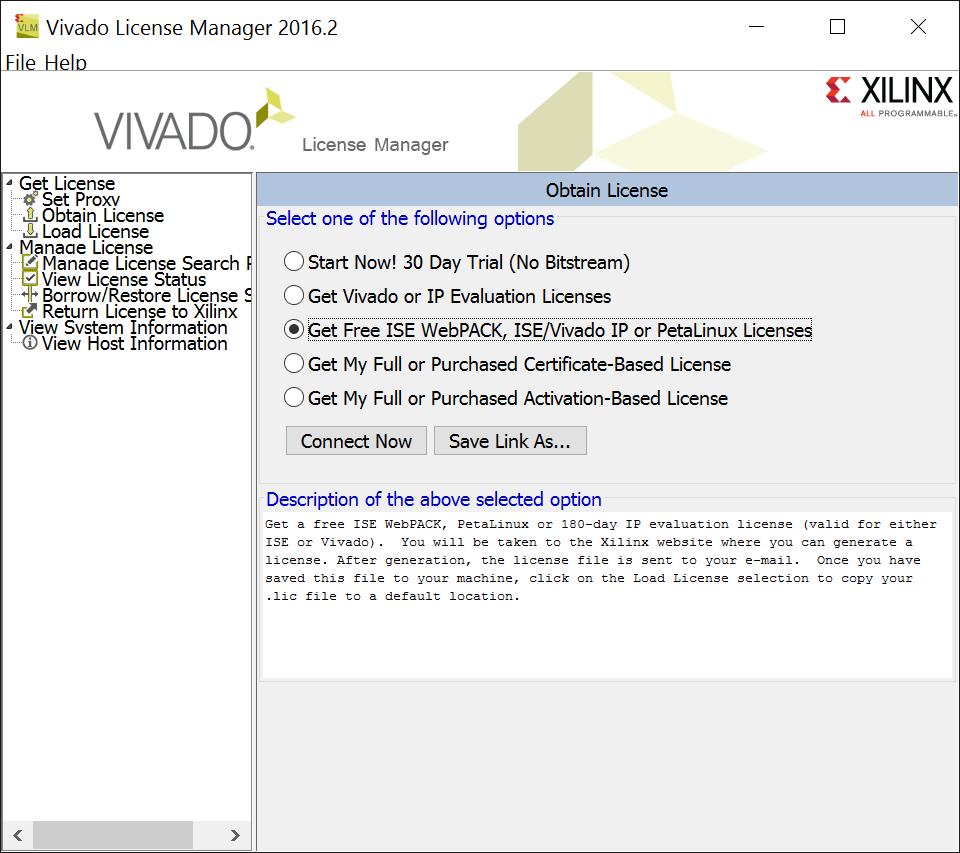 VLM
Vivado License Manager 2016.2
File Help
VIVADO.
License Manager
XILINX
ALL PROGRAMMABLE™
Get License
Set Proxy
Obtain License
Load License
Manage License
Manage License Search
View License Status
Borrow/Restore License S
Return License to Xilinx
View System Information
View Host Information
Obtain License
Select one of the following options
Start Now! 30 Day Trial (No Bitstream)
Get Vivado or IP Evaluation Licenses
Get Free ISE WebPACK, ISE/Vivado IP or PetaLinux Licenses
Get My Full or Purchased Certificate-Based License
Get My Full or Purchased Activation-Based License
Connect Now Save Link As...
Description of the above selected option
Get a free ISE WebPACK, PetaLinux or 180-day IP evaluation license (valid for either
ISE or Vivado).  You will be taken to the Xilinx website where you can generate a
license. After generation, the license file is sent to your e-mail.  Once you have
saved this file to your machine, click on the Load License selection to copy your
.lic file to a default location.